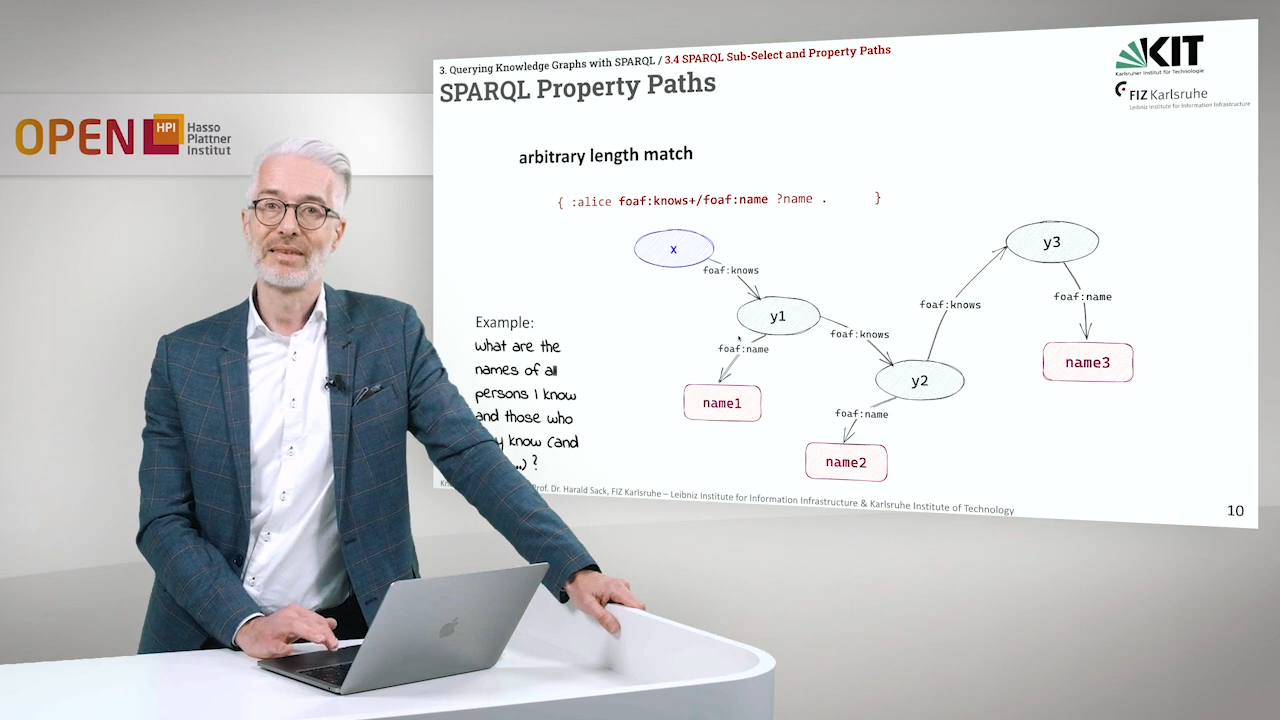 OPEN HPI Hasso
Plattner
Institut
3. Querying Knowledge Graphs with SPARQL / 3.4 SPARQL Sub-Select and Property Paths
SPARQL Property Paths
KIT
Karlsruher Institut für Technologie
FIZ Karlsruhe
Leibniz Institute for Information Infrastructure
arbitrary length match
{ :alice foaf:knows+/foaf:name ?name . }
x
foaf:knows
y1
foaf:name
name1
foaf:knows
y2
foaf:name
name2
foaf:knows
y3
foaf:name
name3
Example:
what are the
names of all
persons I know
and those who
know (and
..) ?
Prof. Dr. Harald Sack, FIZ Karlsruhe – Leibniz Institute for Information Infrastructure & Karlsruhe Institute of Technology
10